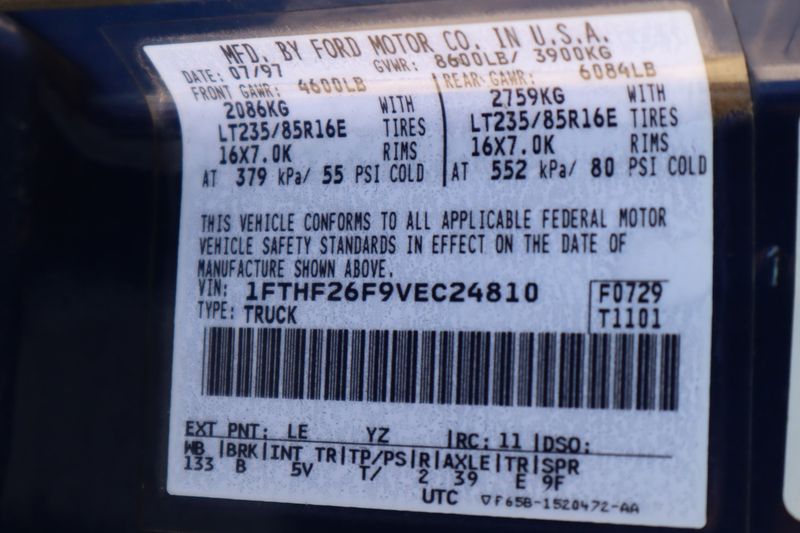 MFD. BY FORD MOTOR CO. IN U.S.A.
DATE: 07/97 GVWR: 8600LB/ 3900KG
FRONT GAWR: 4600LB REAR GAWR: 6084LB
2086KG WITH 2759KG WITH
LT235/85R16E TIRES LT235/85R16E TIRES
16X7.0K RIMS 16X7.0K RIMS
AT 379 kPa/ 55 PSI COLD AT 552 kPa/ 80 PSI COLD
THIS VEHICLE CONFORMS TO ALL APPLICABLE FEDERAL MOTOR
VEHICLE SAFETY STANDARDS IN EFFECT ON THE DATE OF
MANUFACTURE SHOWN ABOVE.
VIN: 1FTHF26F9VEC24810 F0729
TYPE: TRUCK T1101
EXT PNT: LE YZ |RC: 11 |DSO:
WB |BRK|INT TR|TP/PS|R|AXLE|TR|SPR
133 B 5V T/ 2 39 E 9F
UTC ▽F65B-1520472-AA